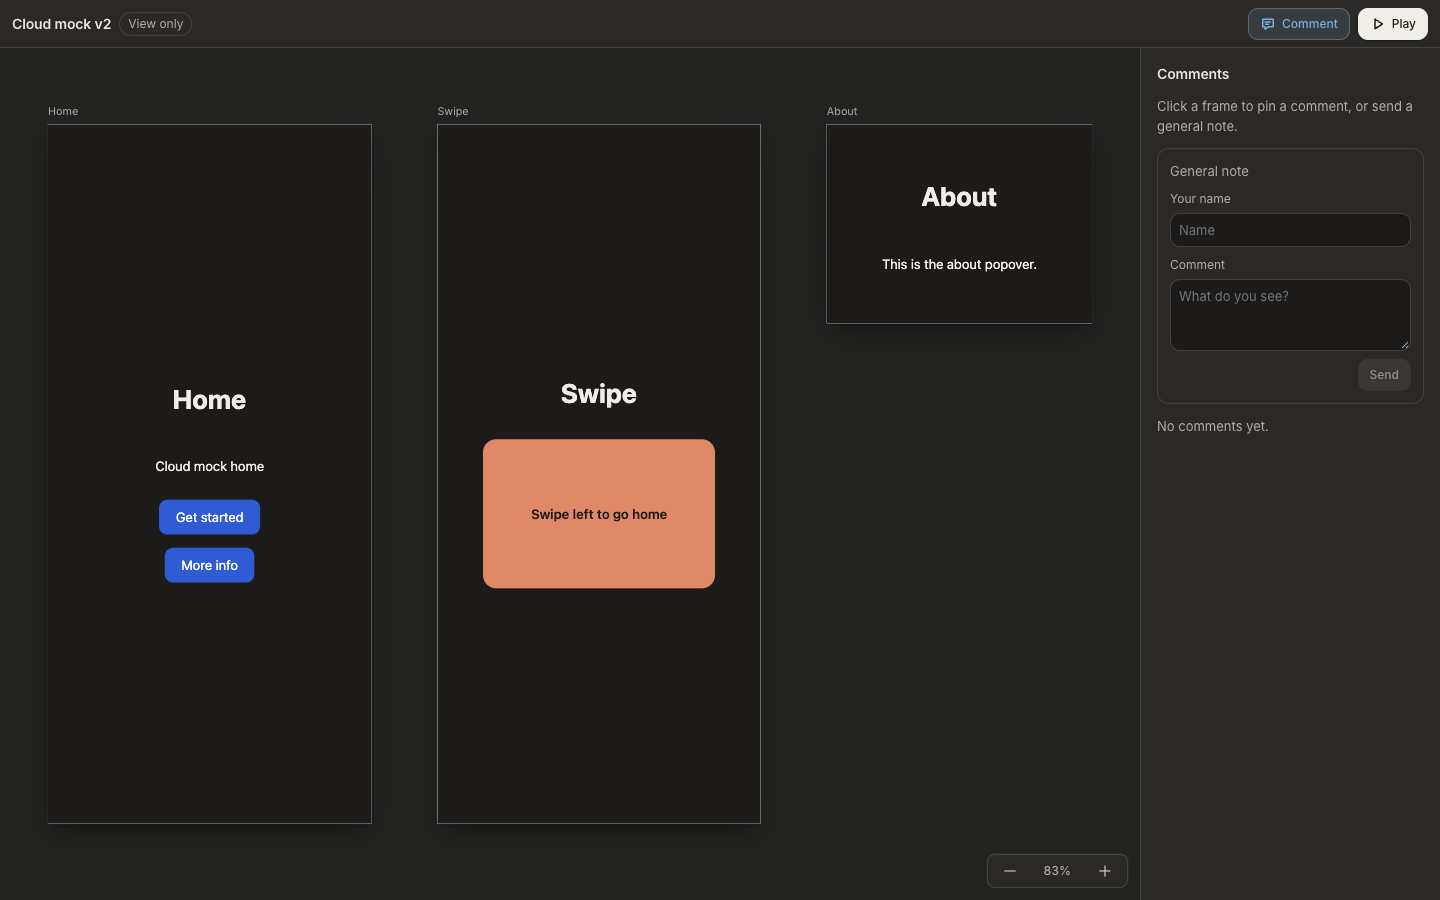 Cloud mock v2
View only
Comment
Play
Home
Swipe
About
Home
Cloud mock home
Get started
More info
Swipe
Swipe left to go home
About
This is the about popover.
83%
Comments
Click a frame to pin a comment, or send a
general note.
General note
Your name
Name
Comment
What do you see?
Send
No comments yet.